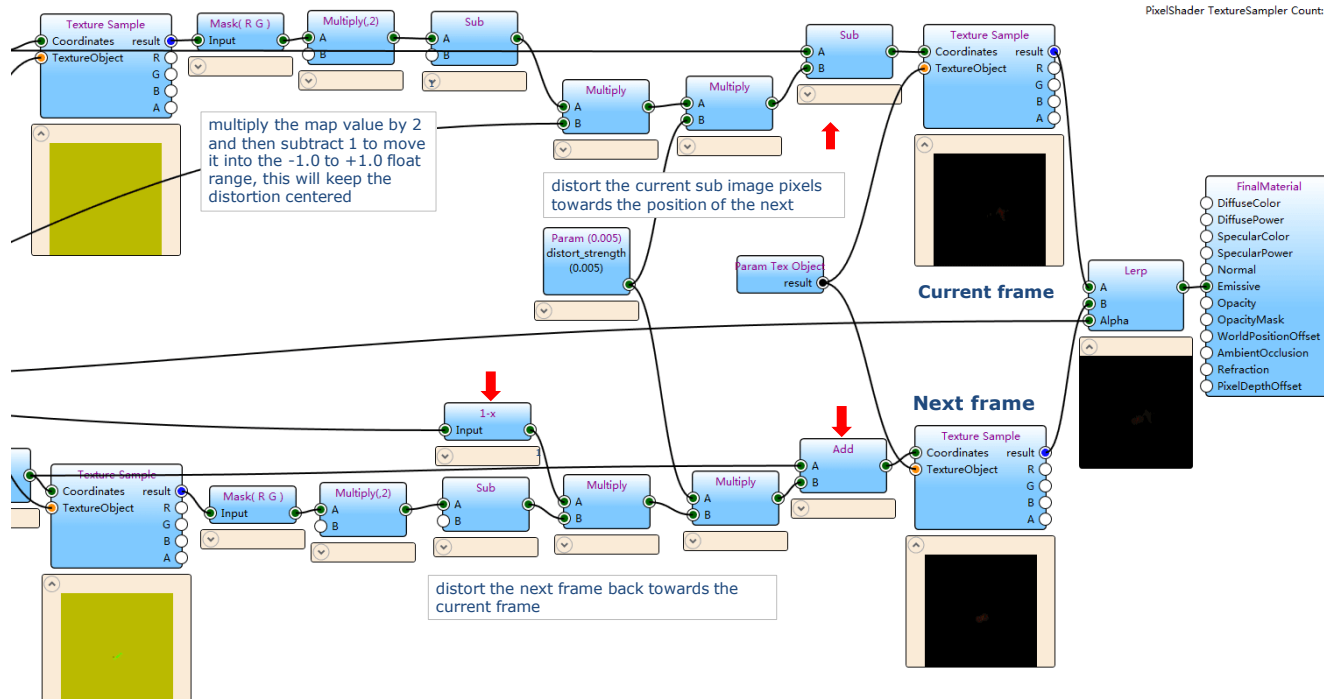 PixelShader TextureSampler Count:
Texture Sample
Coordinates result
TextureObject R
G
B
A
Mask( R G )
Input
Multiply(,2)
A
B
Sub
A
B
Multiply
A
B
Multiply
A
B
Sub
A
B
Texture Sample
Coordinates result
TextureObject R
G
B
A
multiply the map value by 2
and then subtract 1 to move
it into the -1.0 to +1.0 float
range, this will keep the
distortion centered
distort the current sub image pixels
towards the position of the next
Param (0.005)
distort_strength
(0.005)
Param Tex Object
result
Current frame
Lerp
A
B
Alpha
FinalMaterial
DiffuseColor
DiffusePower
SpecularColor
SpecularPower
Normal
Emissive
Opacity
OpacityMask
WorldPositionOffset
AmbientOcclusion
Refraction
PixelDepthOffset
1-x
Input
1
Next frame
Texture Sample
Coordinates result
TextureObject R
G
B
A
Mask( R G )
Input
Multiply(,2)
A
B
Sub
A
B
Multiply
A
B
Multiply
A
B
Add
A
B
Texture Sample
Coordinates result
TextureObject R
G
B
A
distort the next frame back towards the
current frame